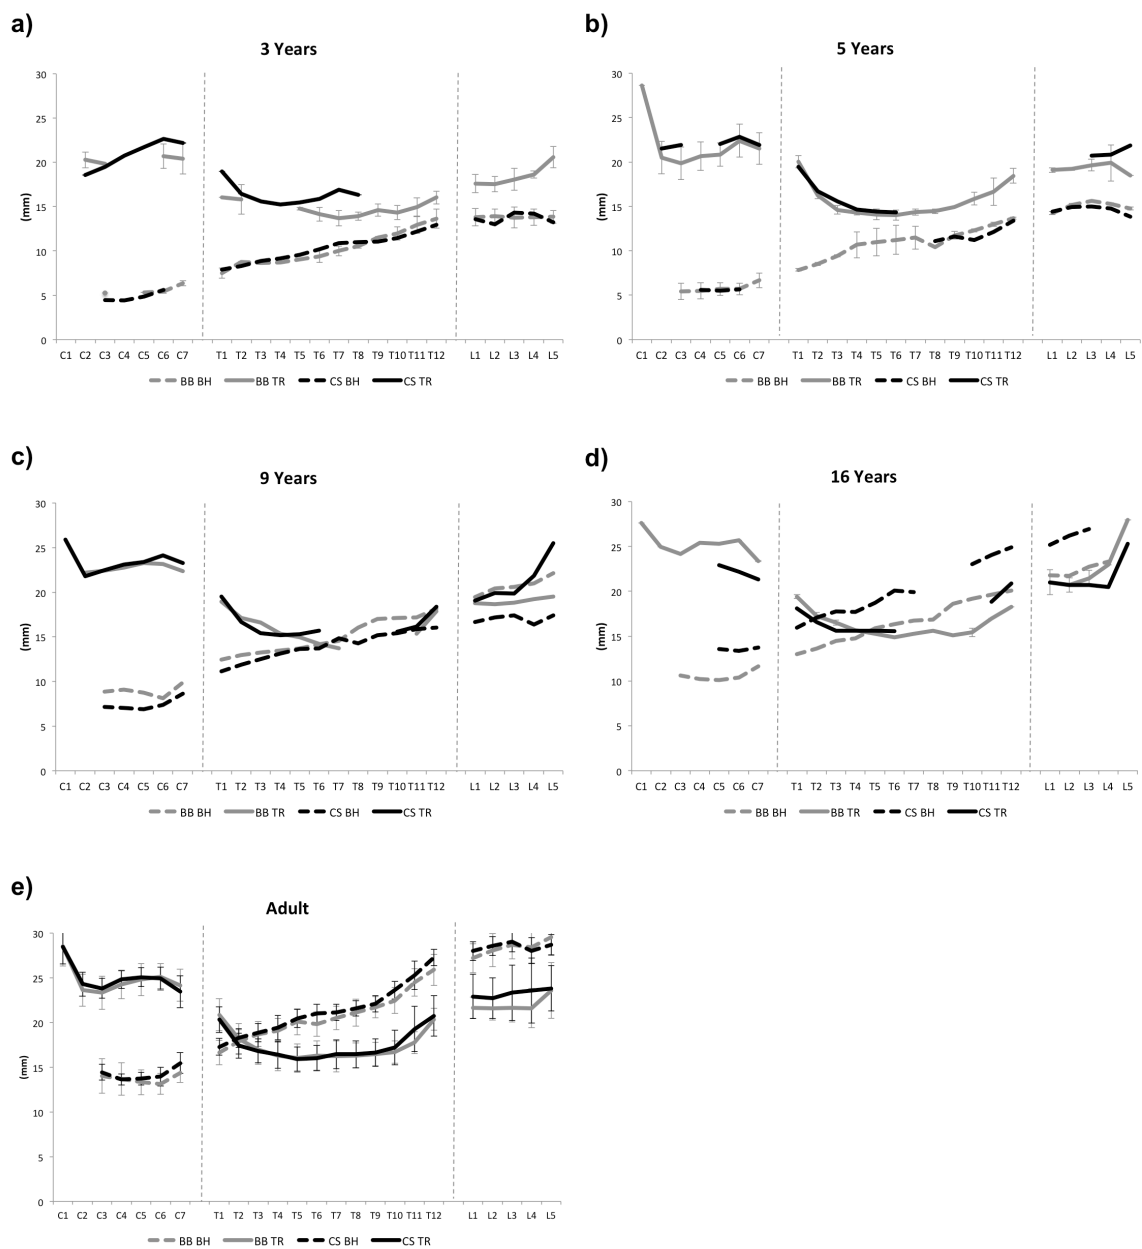 a)
3 Years
30
25
20
15
10
5
0
(mm)
C1 C2 C3 C4 C5 C6 C7 T1 T2 T3 T4 T5 T6 T7 T8 T9 T10 T11 T12 L1 L2 L3 L4 L5
BB BH BB TR CS BH CS TR
b)
5 Years
30
25
20
15
10
5
0
(mm)
C1 C2 C3 C4 C5 C6 C7 T1 T2 T3 T4 T5 T6 T7 T8 T9 T10 T11 T12 L1 L2 L3 L4 L5
BB BH BB TR CS BH CS TR
c)
9 Years
30
25
20
15
10
5
0
(mm)
C1 C2 C3 C4 C5 C6 C7 T1 T2 T3 T4 T5 T6 T7 T8 T9 T10 T11 T12 L1 L2 L3 L4 L5
BB BH BB TR CS BH CS TR
d)
16 Years
30
25
20
15
10
5
0
(mm)
C1 C2 C3 C4 C5 C6 C7 T1 T2 T3 T4 T5 T6 T7 T8 T9 T10 T11 T12 L1 L2 L3 L4 L5
BB BH BB TR CS BH CS TR
e)
Adult
30
25
20
15
10
5
0
(mm)
C1 C2 C3 C4 C5 C6 C7 T1 T2 T3 T4 T5 T6 T7 T8 T9 T10 T11 T12 L1 L2 L3 L4 L5
BB BH BB TR CS BH CS TR